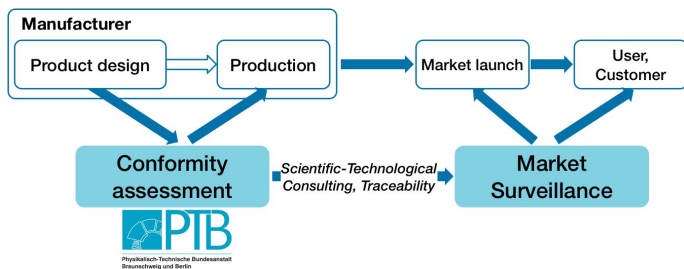 Manufacturer
Product design
Production
Market launch
User,
Customer
Conformity
assessment
Scientific-Technological
Consulting, Traceability
Market
Surveillance
PTB
Physikalisch-Technische Bundesanstalt
Braunschweig und Berlin